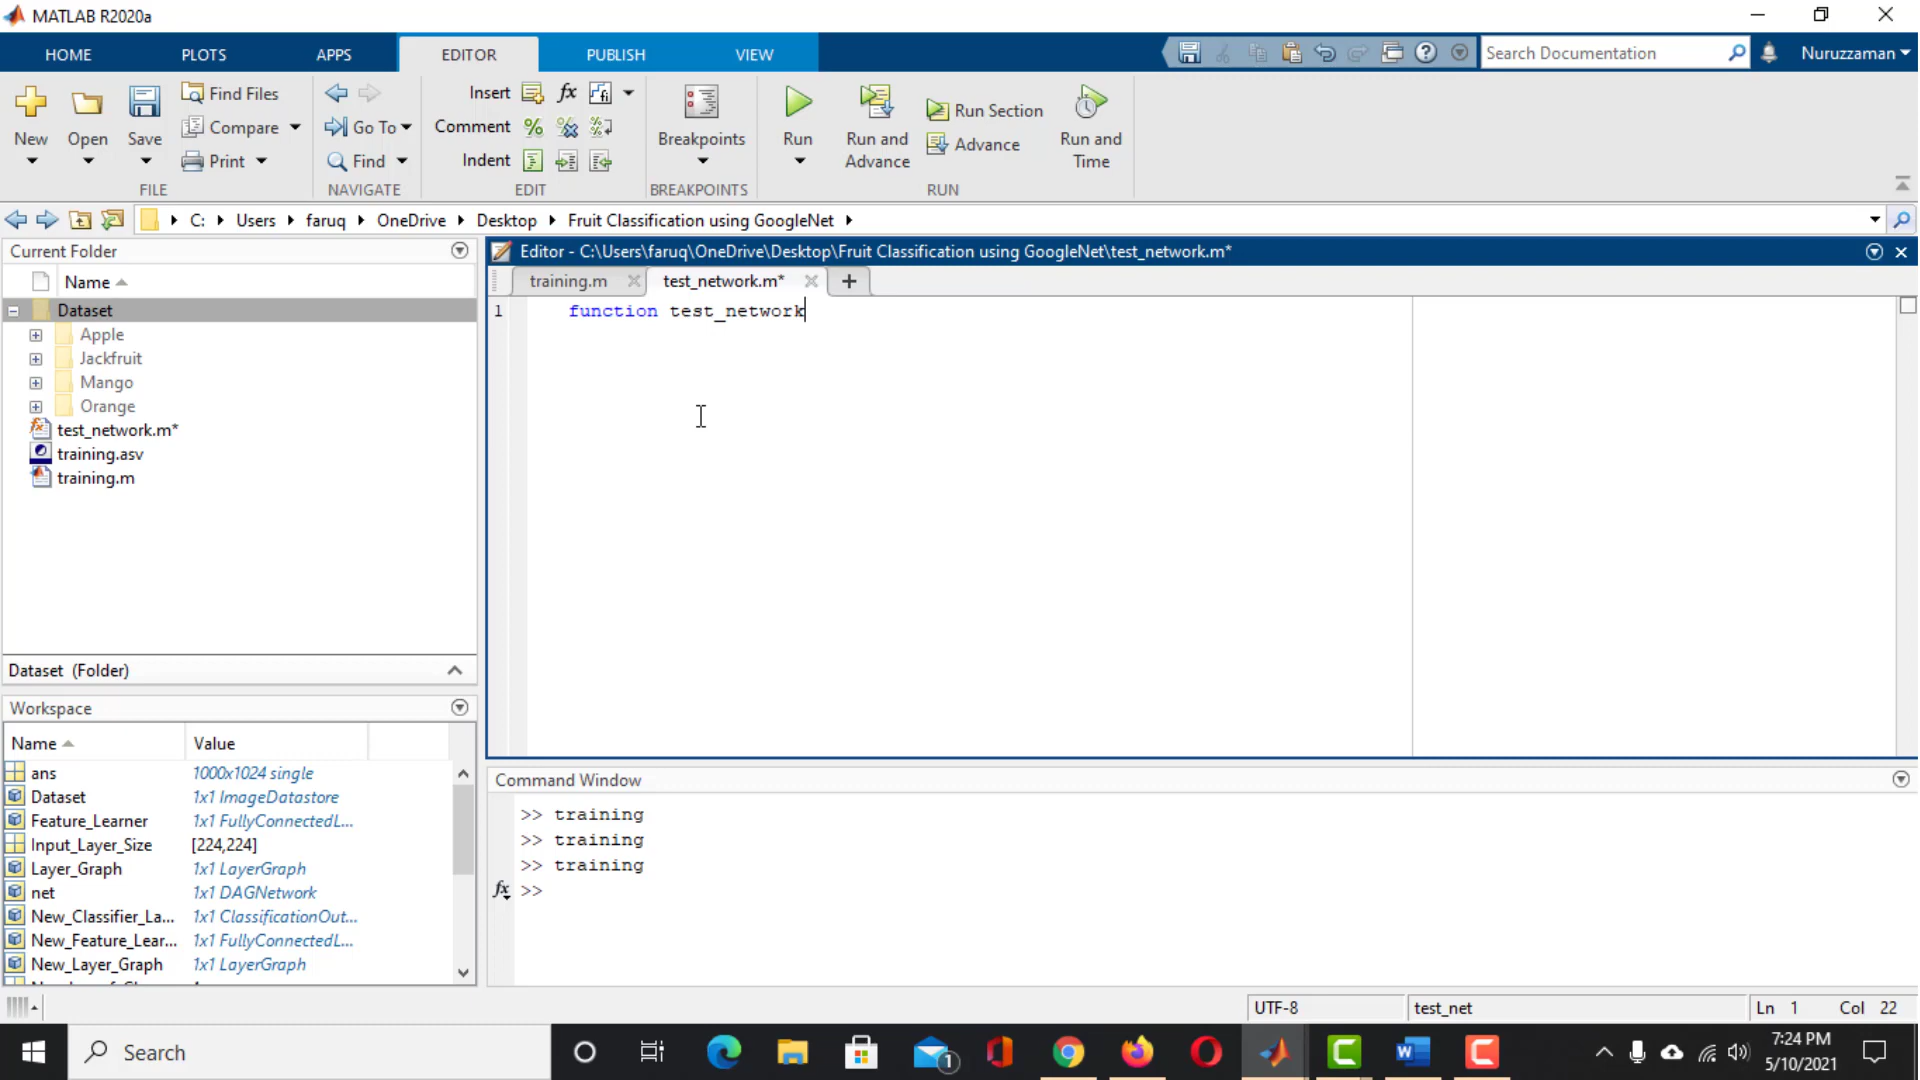 MATLAB R2020a
HOME PLOTS APPS EDITOR PUBLISH VIEW
Search Documentation
Nuruzzaman
New
Open
Save
Find Files
Compare
Print
FILE
Go To
Find
NAVIGATE
Insert
fx
Comment
Indent
EDIT
Breakpoints
BREAKPOINTS
Run
Run and Advance
Run Section
Advance
Run and Time
RUN
C: Users faruq OneDrive Desktop Fruit Classification using GoogleNet
Current Folder
Name
Dataset
Apple
Jackfruit
Mango
Orange
test_network.m*
training.asv
training.m
Dataset (Folder)
Workspace
Name Value
ans 1000x1024 single
Dataset 1x1 ImageDatastore
Feature_Learner 1x1 FullyConnectedL...
Input_Layer_Size [224,224]
Layer_Graph 1x1 LayerGraph
net 1x1 DAGNetwork
New_Classifier_La... 1x1 ClassificationOut...
New_Feature_Lear... 1x1 FullyConnectedL...
New_Layer_Graph 1x1 LayerGraph
Editor - C:\Users\faruq\OneDrive\Desktop\Fruit Classification using GoogleNet\test_network.m*
training.m test_network.m*
1 function test_network
Command Window
>> training
>> training
>> training
fx >>
UTF-8 test_net Ln 1 Col 22
Search
1
7:24 PM
5/10/2021